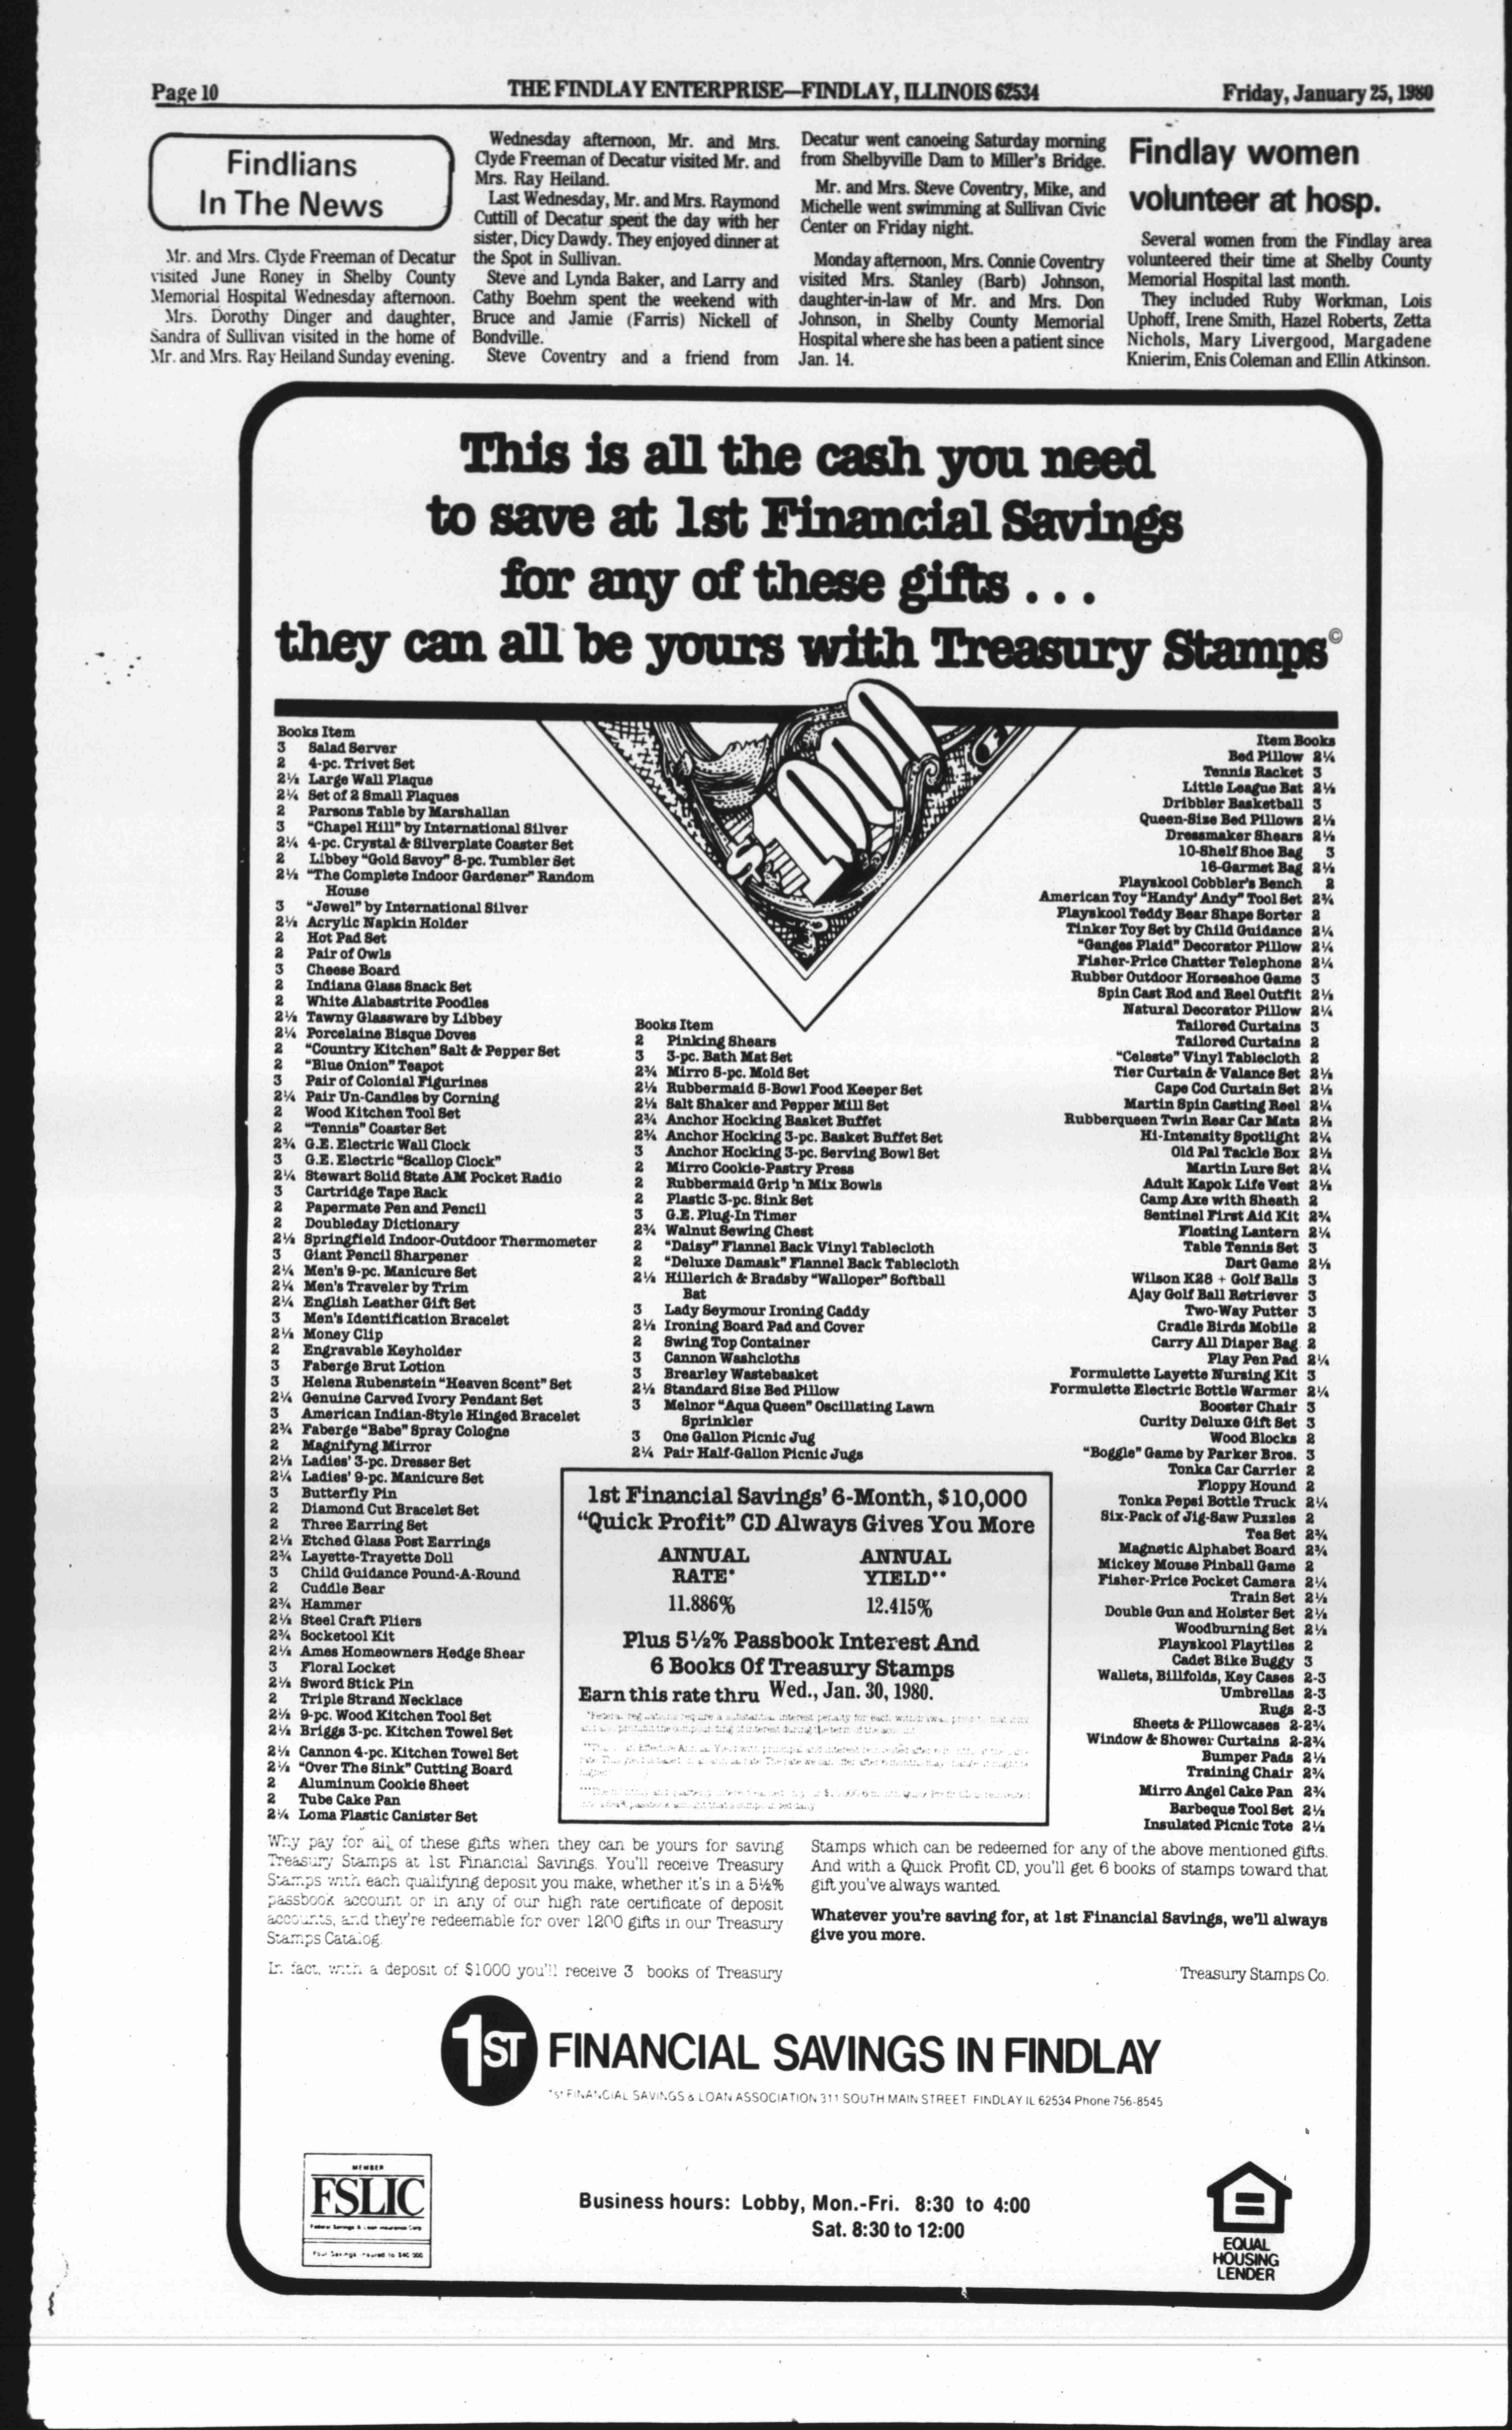 Page 10
THE FINDLAY ENTERPRISE—FINDLAY, ILLINOIS 62534
Friday, January 25, 1980
Findlians
In The News
Mr. and Mrs. Clyde Freeman of Decatur
visited June Roney in Shelby County
Memorial Hospital Wednesday afternoon.
Mrs. Dorothy Dinger and daughter,
Sandra of Sullivan visited in the home of
Mr. and Mrs. Ray Heiland Sunday evening.
Wednesday afternoon, Mr. and Mrs.
Clyde Freeman of Decatur visited Mr. and
Mrs. Ray Heiland.
Last Wednesday, Mr. and Mrs. Raymond
Cuttill of Decatur spent the day with her
sister, Dicy Dawdy. They enjoyed dinner at
the Spot in Sullivan.
Steve and Lynda Baker, and Larry and
Cathy Boehm spent the weekend with
Bruce and Jamie (Farris) Nickell of
Bondville.
Steve Coventry and a friend from
Decatur went canoeing Saturday morning
from Shelbyville Dam to Miller's Bridge.
Mr. and Mrs. Steve Coventry, Mike, and
Michelle went swimming at Sullivan Civic
Center on Friday night.
Monday afternoon, Mrs. Connie Coventry
visited Mrs. Stanley (Barb) Johnson,
daughter-in-law of Mr. and Mrs. Don
Johnson, in Shelby County Memorial
Hospital where she has been a patient since
Jan. 14.
Findlay women
volunteer at hosp.
Several women from the Findlay area
volunteered their time at Shelby County
Memorial Hospital last month.
They included Ruby Workman, Lois
Uphoff, Irene Smith, Hazel Roberts, Zetta
Nichols, Mary Livergood, Margadene
Knierim, Enis Coleman and Ellin Atkinson.
This is all the cash you need
to save at 1st Financial Savings
for any of these gifts . . .
they can all be yours with Treasury Stamps©
Books Item
3 Salad Server
2 4-pc. Trivet Set
2½ Large Wall Plaque
2¼ Set of 2 Small Plaques
2 Parsons Table by Marshallan
3 "Chapel Hill" by International Silver
2¼ 4-pc. Crystal & Silverplate Coaster Set
2 Libbey "Gold Savoy" 8-pc. Tumbler Set
2½ "The Complete Indoor Gardener" Random
House
3 "Jewel" by International Silver
2½ Acrylic Napkin Holder
2 Hot Pad Set
2 Pair of Owls
3 Cheese Board
2 Indiana Glass Snack Set
2 White Alabastrite Poodles
2½ Tawny Glassware by Libbey
2¼ Porcelaine Bisque Doves
2 "Country Kitchen" Salt & Pepper Set
2 "Blue Onion" Teapot
3 Pair of Colonial Figurines
2¼ Pair Un-Candles by Corning
2 Wood Kitchen Tool Set
2 "Tennis" Coaster Set
2¾ G.E. Electric Wall Clock
3 G.E. Electric "Scallop Clock"
2¼ Stewart Solid State AM Pocket Radio
3 Cartridge Tape Rack
2 Papermate Pen and Pencil
2 Doubleday Dictionary
2½ Springfield Indoor-Outdoor Thermometer
3 Giant Pencil Sharpener
2¼ Men's 9-pc. Manicure Set
2¼ Men's Traveler by Trim
2¼ English Leather Gift Set
3 Men's Identification Bracelet
2½ Money Clip
2 Engravable Keyholder
3 Faberge Brut Lotion
3 Helena Rubenstein "Heaven Scent" Set
2¼ Genuine Carved Ivory Pendant Set
3 American Indian-Style Hinged Bracelet
2¾ Faberge "Babe" Spray Cologne
2 Magnifyng Mirror
2½ Ladies' 3-pc. Dresser Set
2¼ Ladies' 9-pc. Manicure Set
3 Butterfly Pin
2 Diamond Cut Bracelet Set
2 Three Earring Set
2½ Etched Glass Post Earrings
2¾ Layette-Trayette Doll
3 Child Guidance Pound-A-Round
2 Cuddle Bear
2¾ Hammer
2½ Steel Craft Pliers
2¾ Socketool Kit
2½ Ames Homeowners Hedge Shear
3 Floral Locket
2½ Sword Stick Pin
2 Triple Strand Necklace
2½ 9-pc. Wood Kitchen Tool Set
2½ Briggs 3-pc. Kitchen Towel Set
2½ Cannon 4-pc. Kitchen Towel Set
2½ "Over The Sink" Cutting Board
2 Aluminum Cookie Sheet
2 Tube Cake Pan
2¼ Loma Plastic Canister Set
$1000
Books Item
2 Pinking Shears
3 3-pc. Bath Mat Set
2¾ Mirro 5-pc. Mold Set
2½ Rubbermaid 5-Bowl Food Keeper Set
2½ Salt Shaker and Pepper Mill Set
2¾ Anchor Hocking Basket Buffet
2¾ Anchor Hocking 3-pc. Basket Buffet Set
3 Anchor Hocking 3-pc. Serving Bowl Set
2 Mirro Cookie-Pastry Press
2 Rubbermaid Grip 'n Mix Bowls
2 Plastic 3-pc. Sink Set
3 G.E. Plug-In Timer
2¾ Walnut Sewing Chest
2 "Daisy" Flannel Back Vinyl Tablecloth
2 "Deluxe Damask" Flannel Back Tablecloth
2½ Hillerich & Bradsby "Walloper" Softball
Bat
3 Lady Seymour Ironing Caddy
2½ Ironing Board Pad and Cover
2 Swing Top Container
3 Cannon Washcloths
3 Brearley Wastebasket
2½ Standard Size Bed Pillow
3 Melnor "Aqua Queen" Oscillating Lawn
Sprinkler
3 One Gallon Picnic Jug
2¼ Pair Half-Gallon Picnic Jugs
Item Books
Bed Pillow 2¼
Tennis Racket 3
Little League Bat 2½
Dribbler Basketball 3
Queen-Size Bed Pillows 2½
Dressmaker Shears 2½
10-Shelf Shoe Bag 3
16-Garmet Bag 2½
Playskool Cobbler's Bench 2
American Toy "Handy' Andy" Tool Set 2¾
Playskool Teddy Bear Shape Sorter 2
Tinker Toy Set by Child Guidance 2¼
"Ganges Plaid" Decorator Pillow 2¼
Fisher-Price Chatter Telephone 2¼
Rubber Outdoor Horseshoe Game 3
Spin Cast Rod and Reel Outfit 2½
Natural Decorator Pillow 2¼
Tailored Curtains 3
Tailored Curtains 2
"Celeste" Vinyl Tablecloth 2
Tier Curtain & Valance Set 2½
Cape Cod Curtain Set 2½
Martin Spin Casting Reel 2¼
Rubberqueen Twin Rear Car Mats 2½
Hi-Intensity Spotlight 2¼
Old Pal Tackle Box 2½
Martin Lure Set 2¼
Adult Kapok Life Vest 2½
Camp Axe with Sheath 2
Sentinel First Aid Kit 2¾
Floating Lantern 2¼
Table Tennis Set 3
Dart Game 2½
Wilson K28 + Golf Balls 3
Ajay Golf Ball Retriever 3
Two-Way Putter 3
Cradle Birds Mobile 2
Carry All Diaper Bag 2
Play Pen Pad 2¼
Formulette Layette Nursing Kit 3
Formulette Electric Bottle Warmer 2¼
Booster Chair 3
Curity Deluxe Gift Set 3
Wood Blocks 2
"Boggle" Game by Parker Bros. 3
Tonka Car Carrier 2
Floppy Hound 2
Tonka Pepsi Bottle Truck 2¼
Six-Pack of Jig-Saw Puzzles 2
Tea Set 2¾
Magnetic Alphabet Board 2¾
Mickey Mouse Pinball Game 2
Fisher-Price Pocket Camera 2¼
Train Set 2½
Double Gun and Holster Set 2½
Woodburning Set 2½
Playskool Playtiles 2
Cadet Bike Buggy 3
Wallets, Billfolds, Key Cases 2-3
Umbrellas 2-3
Rugs 2-3
Sheets & Pillowcases 2-2¾
Window & Shower Curtains 2-2¾
Bumper Pads 2½
Training Chair 2¾
Mirro Angel Cake Pan 2¾
Barbeque Tool Set 2½
Insulated Picnic Tote 2½
1st Financial Savings' 6-Month, $10,000
"Quick Profit" CD Always Gives You More
ANNUAL RATE* ANNUAL YIELD**
11.886% 12.415%
Plus 5½% Passbook Interest And
6 Books Of Treasury Stamps
Earn this rate thru Wed., Jan. 30, 1980.
Why pay for all of these gifts when they can be yours for saving
Treasury Stamps at 1st Financial Savings. You'll receive Treasury
Stamps with each qualifying deposit you make, whether it's in a 5½%
passbook account or in any of our high rate certificate of deposit
accounts, and they're redeemable for over 1200 gifts in our Treasury
Stamps Catalog.
In fact, with a deposit of $1000 you'll receive 3 books of Treasury
Stamps which can be redeemed for any of the above mentioned gifts.
And with a Quick Profit CD, you'll get 6 books of stamps toward that
gift you've always wanted.
Whatever you're saving for, at 1st Financial Savings, we'll always
give you more.
Treasury Stamps Co.
1ST FINANCIAL SAVINGS IN FINDLAY
1st FINANCIAL SAVINGS & LOAN ASSOCIATION 311 SOUTH MAIN STREET FINDLAY IL 62534 Phone 756-8545
MEMBER
FSLIC
Federal Savings & Loan Insurance Corp
Your Savings Insured to $40,000
Business hours: Lobby, Mon.-Fri. 8:30 to 4:00
Sat. 8:30 to 12:00
EQUAL
HOUSING
LENDER